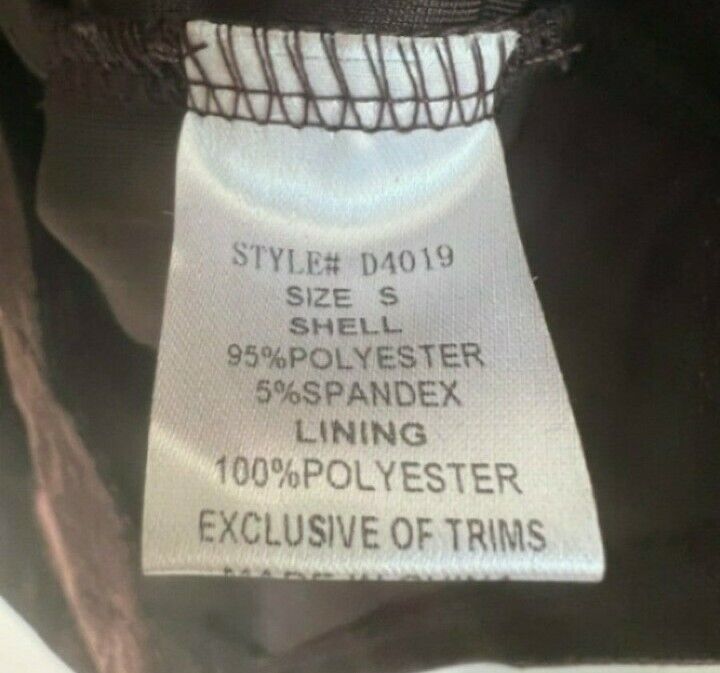 STYLE# D4019
SIZE S
SHELL
95%POLYESTER
5%SPANDEX
LINING
100%POLYESTER
EXCLUSIVE OF TRIMS